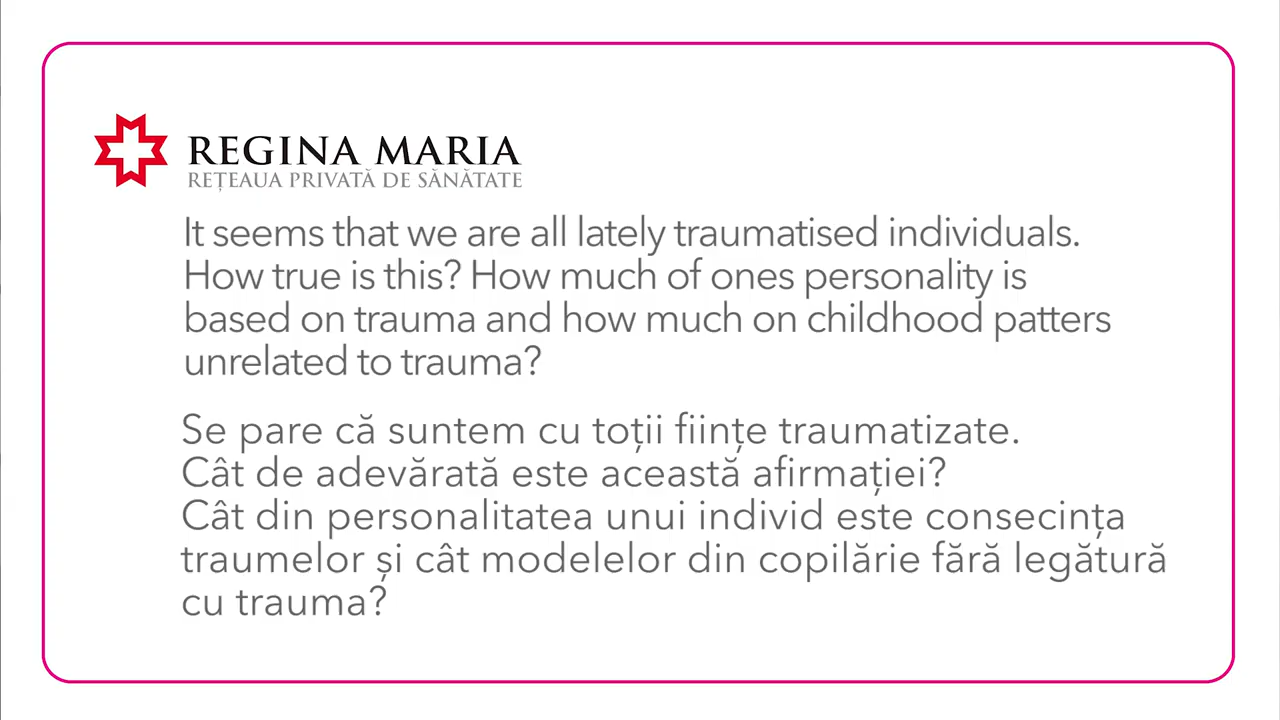 REGINA MARIA
REȚEAUA PRIVATĂ DE SĂNĂTATE
It seems that we are all lately traumatised individuals.
How true is this? How much of ones personality is
based on trauma and how much on childhood patters
unrelated to trauma?
Se pare că suntem cu toții ființe traumatizate.
Cât de adevărată este această afirmației?
Cât din personalitatea unui individ este consecința
traumelor și cât modelelor din copilărie fără legătură
cu trauma?